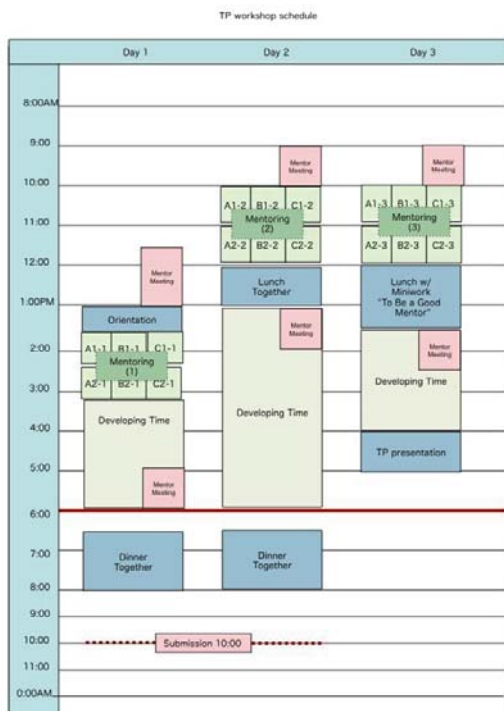 TP workshop schedule
Day 1
Day 2
Day 3
8:00AM
9:00
10:00
11:00
12:00
1:00PM
2:00
3:00
4:00
5:00
6:00
7:00
8:00
9:00
10:00
11:00
0:00AM
Mentor
Meeting
Orientation
A1-1
B1-1
C1-1
Mentoring
(1)
A2-1
B2-1
C2-1
Developing Time
Mentor
Meeting
Dinner
Together
Mentor
Meeting
A1-2
B1-2
C1-2
Mentoring
(2)
A2-2
B2-2
C2-2
Lunch
Together
Mentor
Meeting
Developing Time
Dinner
Together
Mentor
Meeting
A1-3
B1-3
C1-3
Mentoring
(3)
A2-3
B2-3
C2-3
Lunch w/
Miniwork
"To Be a Good
Mentor"
Mentor
Meeting
Developing Time
TP presentation
Submission 10:00